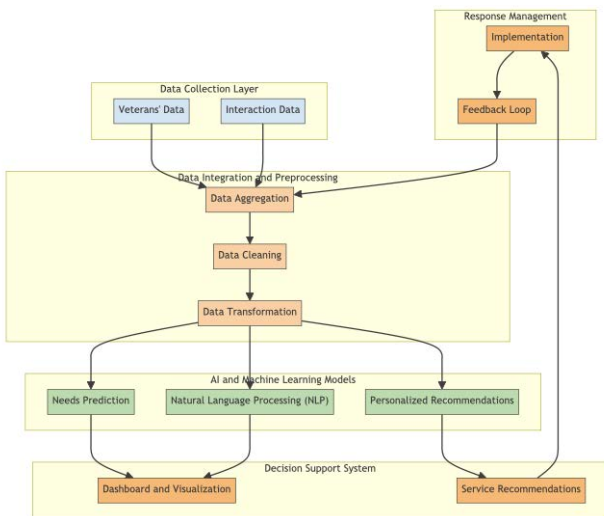 Response Management
Implementation
Feedback Loop
Data Collection Layer
Veterans' Data
Interaction Data
Data Integration and Preprocessing
Data Aggregation
Data Cleaning
Data Transformation
AI and Machine Learning Models
Needs Prediction
Natural Language Processing (NLP)
Personalized Recommendations
Decision Support System
Dashboard and Visualization
Service Recommendations